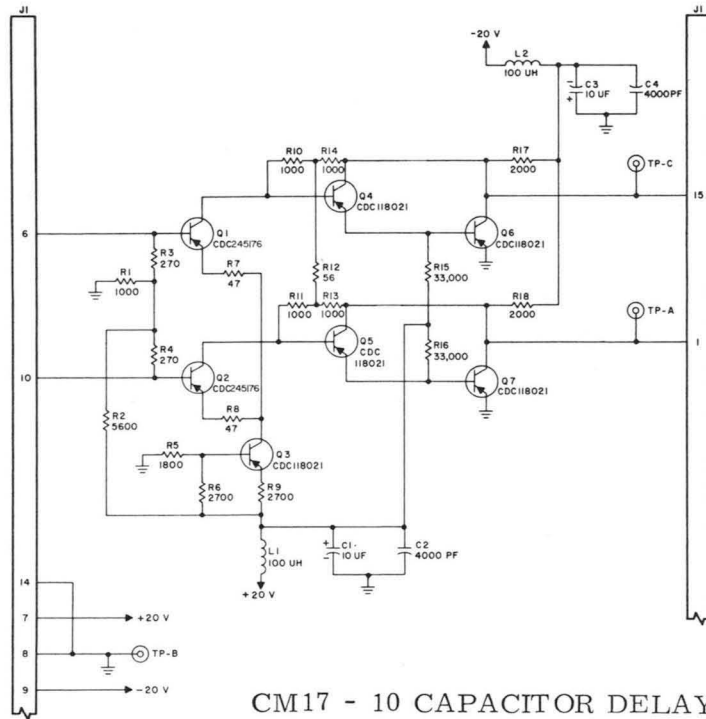 J1
J1
-20 V
L2
100 UH
C3
10 UF
C4
4000PF
R10
1000
R14
1000
R17
2000
TP-C
Q4
CDC118021
15
6
Q1
CDC245176
Q6
CDC118021
R3
270
R7
47
R1
1000
R12
56
R15
33,000
R11
1000
R13
1000
R18
2000
TP-A
R4
270
Q5
CDC
118021
R16
33,000
1
10
Q2
CDC245176
Q7
CDC118021
R2
5600
R8
47
R5
1800
Q3
CDC118021
R6
2700
R9
2700
L1
100 UH
+
-
C1
10 UF
C2
4000 PF
+20 V
14
7
+20 V
8
TP-B
9
-20 V
CM17 - 10 CAPACITOR DELAY